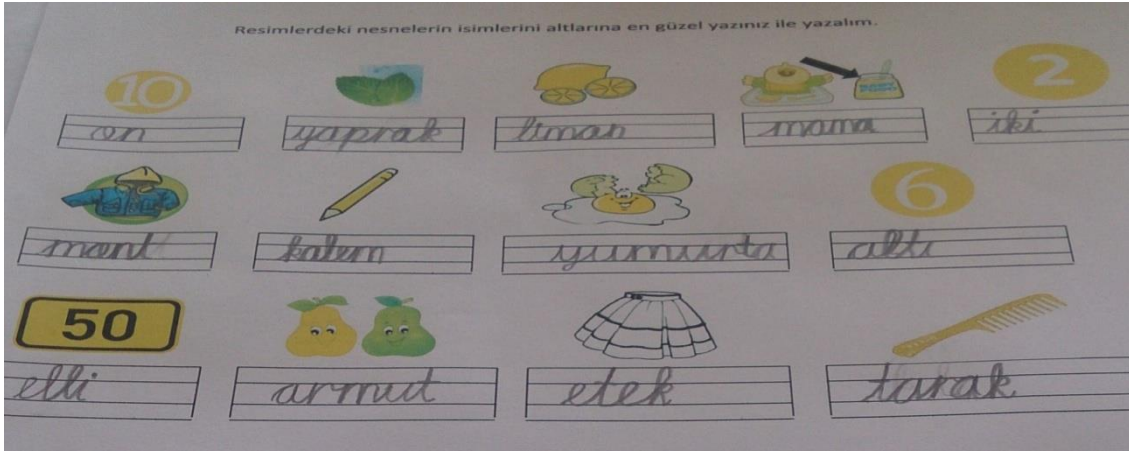 Resimlerdeki nesnelerin isimlerini altlarına en güzel yazınız ile yazalım.
10 2
on yaprak liman mama iki
6
mont kalem yumurta altı
50
elli armut etek tarak